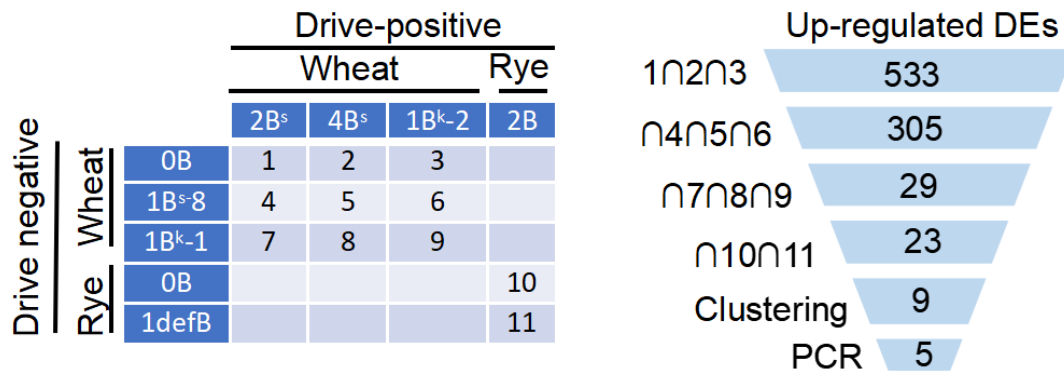 Drive-positive
Wheat Rye
2Bˢ 4Bˢ 1Bᵏ-2 2B
Drive negative
Wheat
0B 1 2 3
1Bˢ-8 4 5 6
1Bᵏ-1 7 8 9
Rye
0B 10
1defB 11
Up-regulated DEs
1∩2∩3 533
∩4∩5∩6 305
∩7∩8∩9 29
∩10∩11 23
Clustering 9
PCR 5